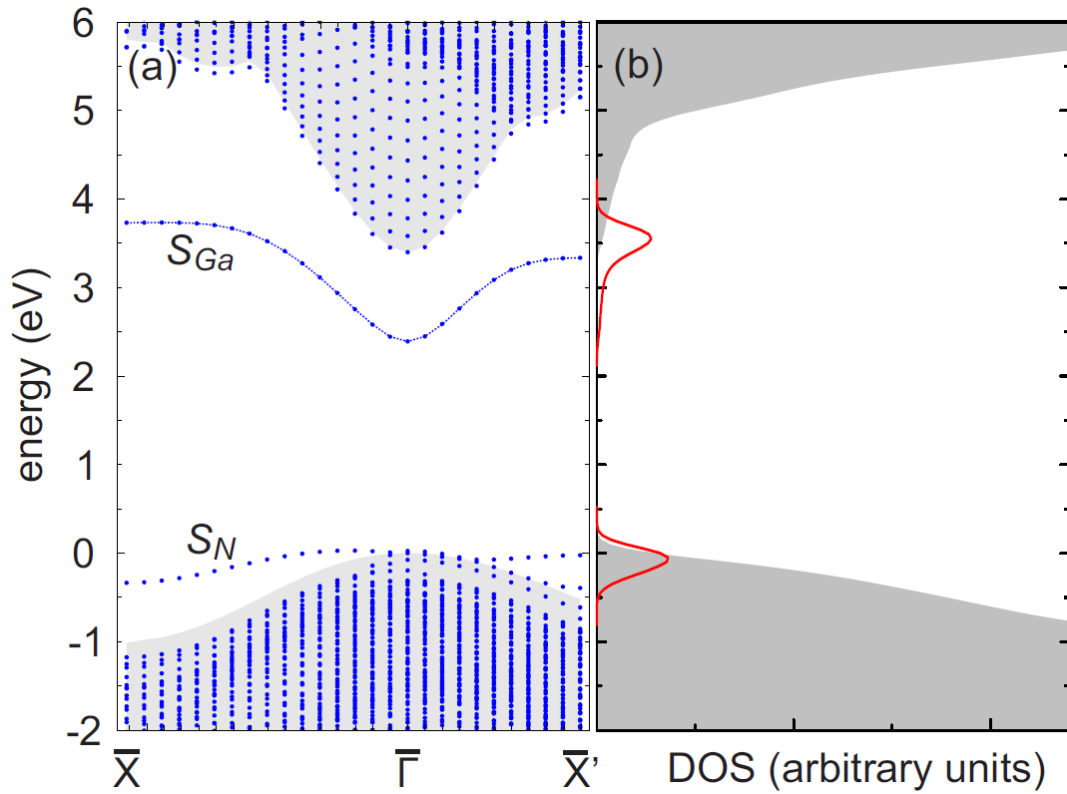 6
5
4
3
2
1
0
-1
-2
energy (eV)
(a)
S_Ga
S_N
X̅
Γ̅
X̅'
(b)
DOS (arbitrary units)